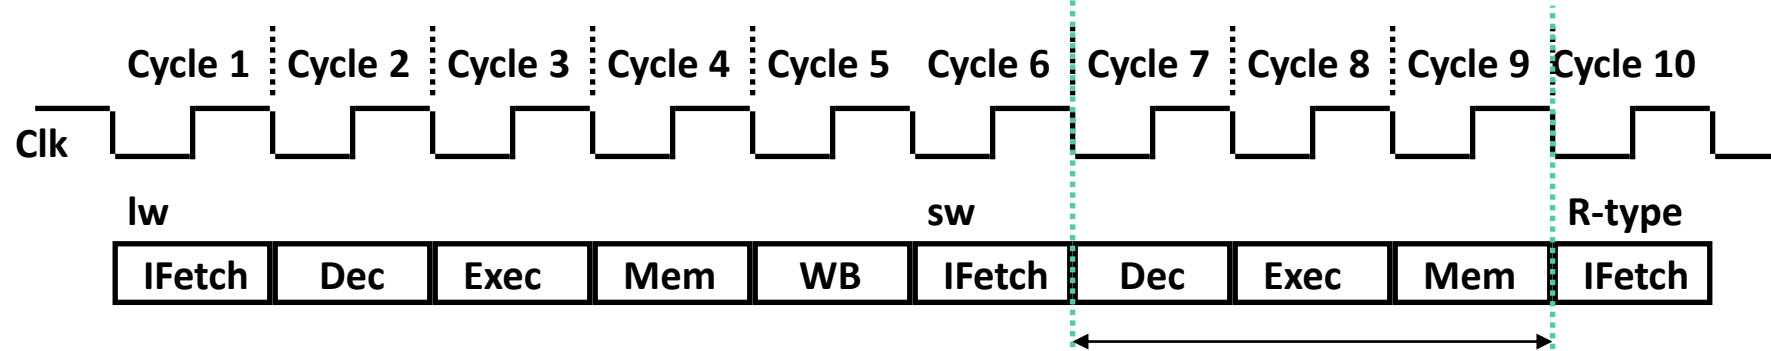 Cycle 1 Cycle 2 Cycle 3 Cycle 4 Cycle 5 Cycle 6 Cycle 7 Cycle 8 Cycle 9 Cycle 10
Clk
lw sw R-type
IFetch Dec Exec Mem WB IFetch Dec Exec Mem IFetch